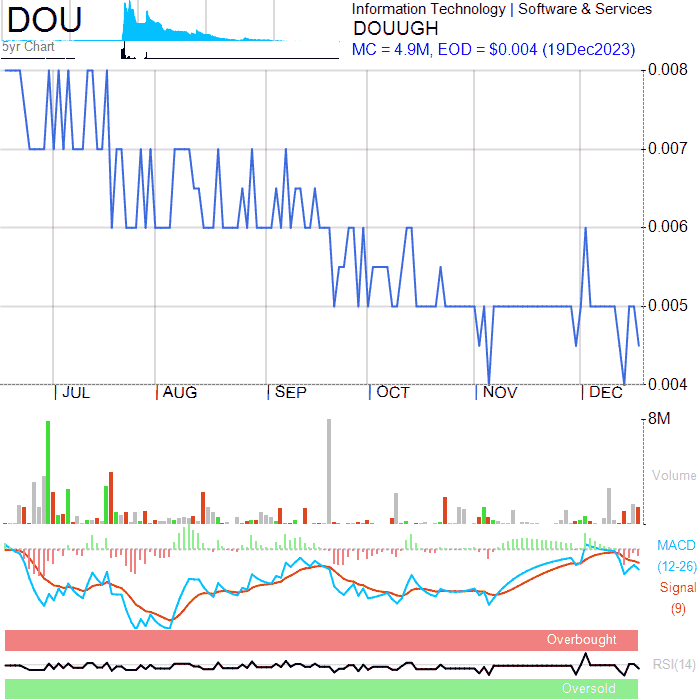 DOU
5yr Chart
Information Technology | Software & Services
DOUUGH
MC = 4.9M, EOD = $0.004 (19Dec2023)
0.008
0.007
0.006
0.005
0.004
JUL AUG SEP OCT NOV DEC
8M
Volume
MACD
(12-26)
Signal
(9)
Overbought
RSI(14)
Oversold